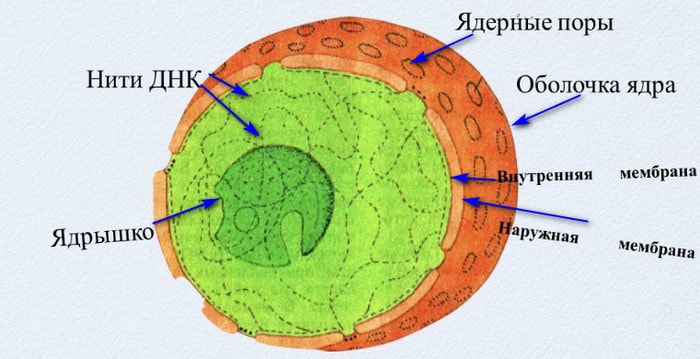 Ядерные поры
Нити ДНК
Оболочка ядра
Внутренняя мембрана
Ядрышко
Наружная мембрана